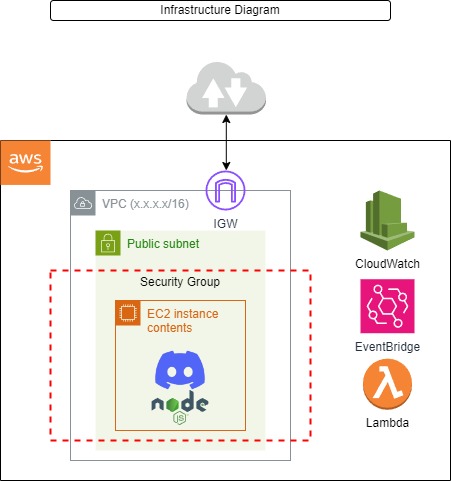 Infrastructure Diagram
aws
VPC (x.x.x.x/16)
IGW
Public subnet
Security Group
EC2 instance
contents
node
JS
CloudWatch
EventBridge
Lambda